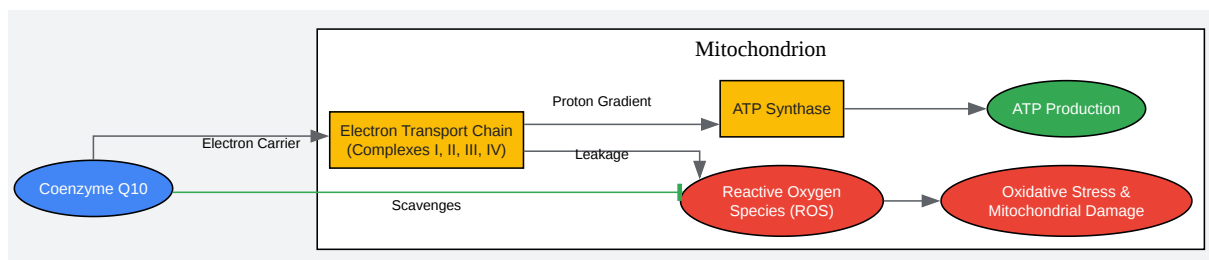 Mitochondrion
Proton Gradient
ATP Synthase
ATP Production
Electron Transport Chain
(Complexes I, II, III, IV)
Electron Carrier
Leakage
Coenzyme Q10
Scavenges
Reactive Oxygen
Species (ROS)
Oxidative Stress &
Mitochondrial Damage